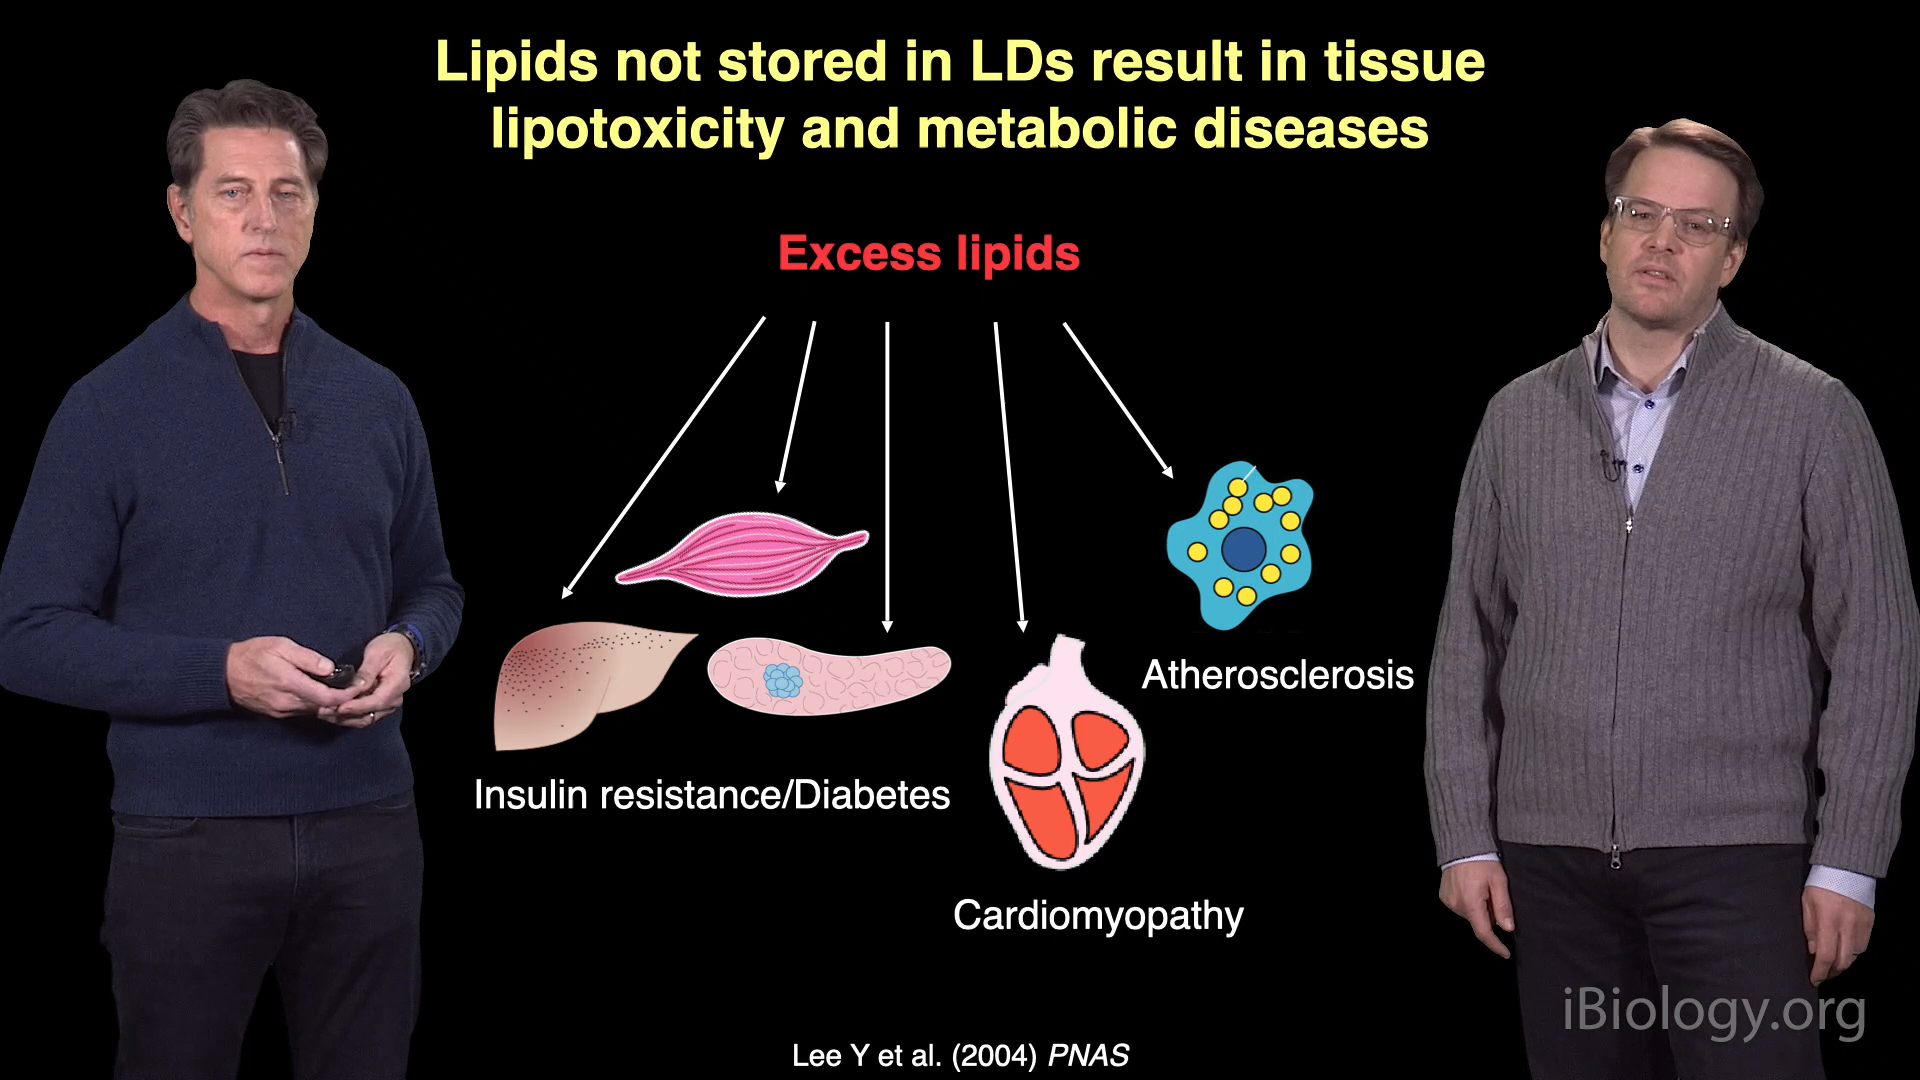 Lipids not stored in LDs result in tissue
lipotoxicity and metabolic diseases
Excess lipids
Atherosclerosis
Insulin resistance/Diabetes
Cardiomyopathy
iBiology.org
Lee Y et al. (2004) PNAS